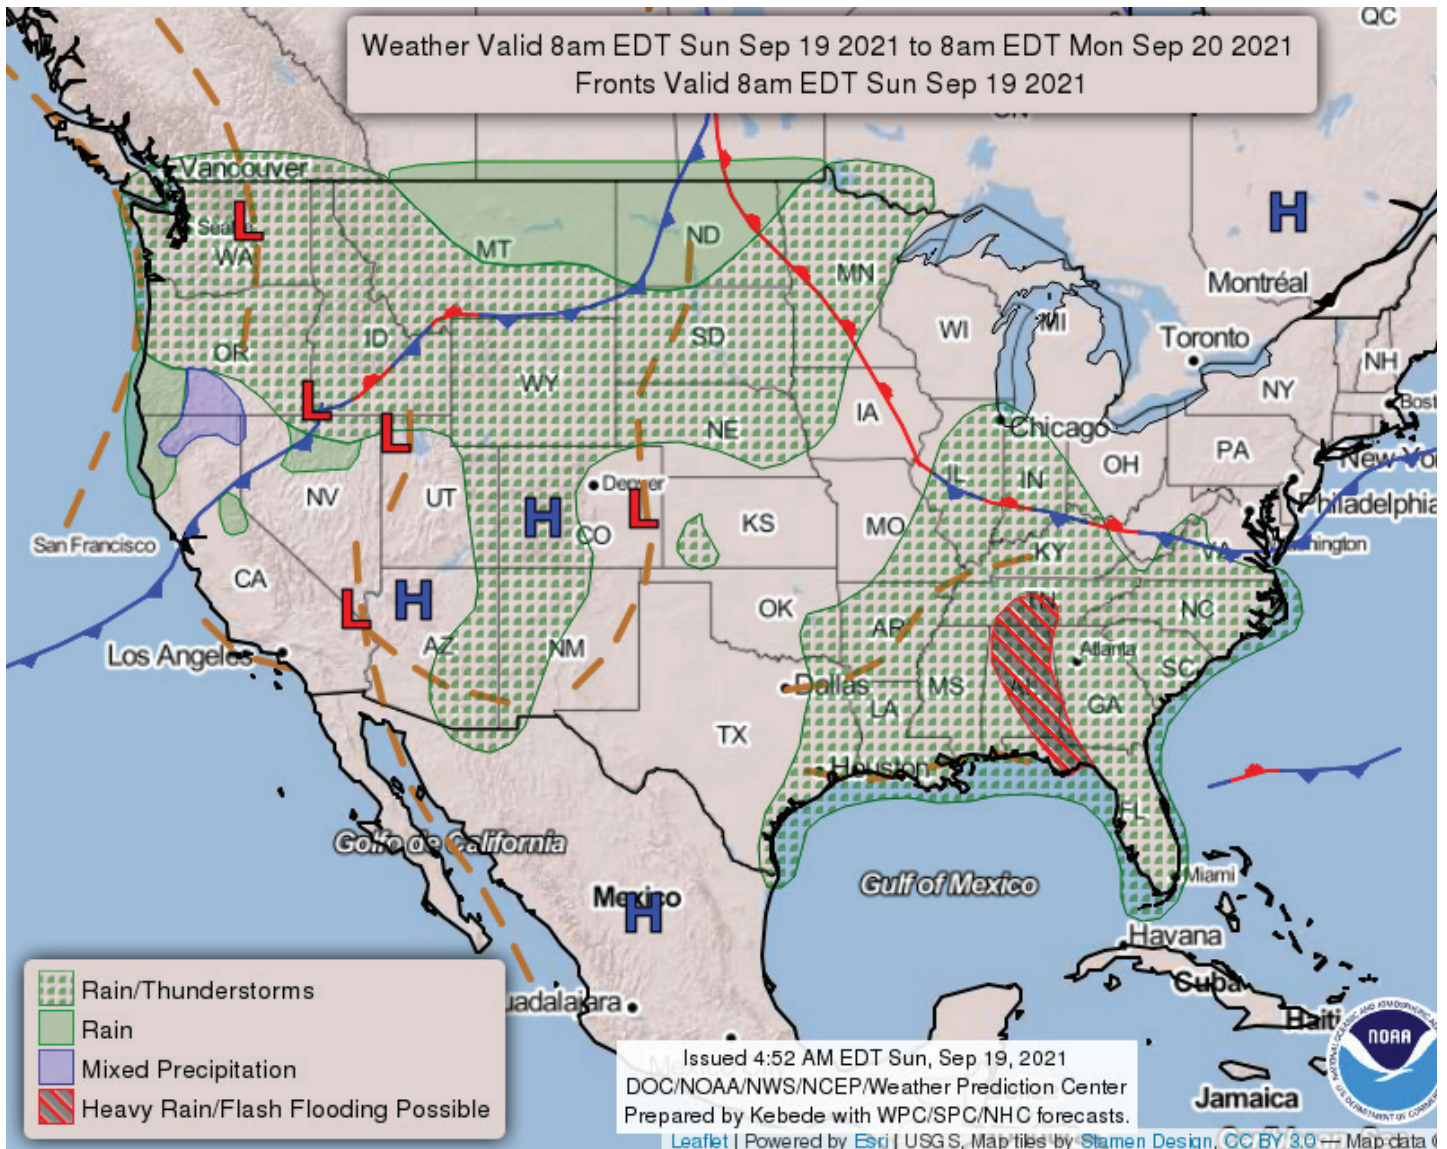 QC
Weather Valid 8am EDT Sun Sep 19 2021 to 8am EDT Mon Sep 20 2021
Fronts Valid 8am EDT Sun Sep 19 2021
Vancouver
H
L
WA
MT
ND
MN
Montréal
OR
ID
SD
WI
MI
Toronto
WY
NH
NY
L
L
IA
NE
Chicago
PA
OH
IL
IN
New Yo
NV
UT
Denver
H
CO
L
KS
MO
Philadelphia
San Francisco
KY
VA
CA
L
H
OK
NC
Los Angeles
AZ
NM
AR
Atlanta
SC
Dallas
MS
LA
GA
TX
Houston
FL
Golfo de California
Gulf of Mexico
Miami
Mexico
H
Havana
Cuba
Haiti
uadalajara
Rain/Thunderstorms
Rain
Mixed Precipitation
Heavy Rain/Flash Flooding Possible
Issued 4:52 AM EDT Sun, Sep 19, 2021
DOC/NOAA/NWS/NCEP/Weather Prediction Center
Prepared by Kebede with WPC/SPC/NHC forecasts.
NOAA
Jamaica
Leaflet | Powered by Esri | USGS, Map tiles by Stamen Design, CC BY 3.0 — Map data ©